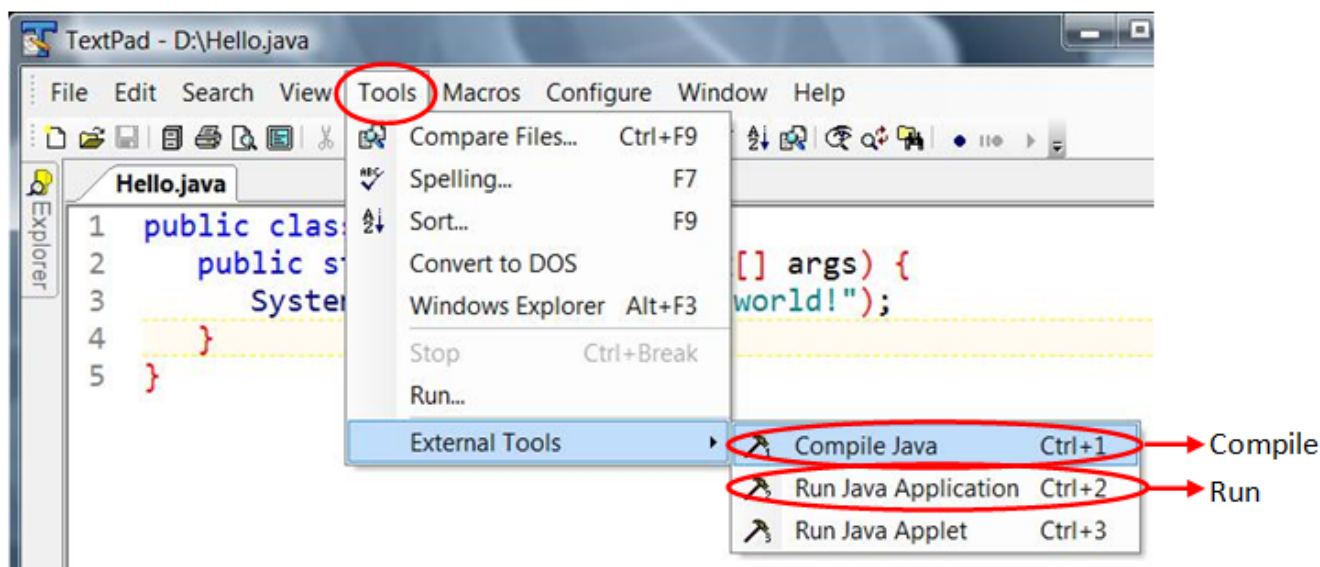 TextPad - D:\Hello.java
File Edit Search View Tools Macros Configure Window Help
Explorer
Hello.java
1 public clas
2 public st [] args) {
3 System world!");
4 }
5 }
Compare Files... Ctrl+F9
Spelling... F7
Sort... F9
Convert to DOS
Windows Explorer Alt+F3
Stop Ctrl+Break
Run...
External Tools
Compile Java Ctrl+1
Run Java Application Ctrl+2
Run Java Applet Ctrl+3
Compile
Run